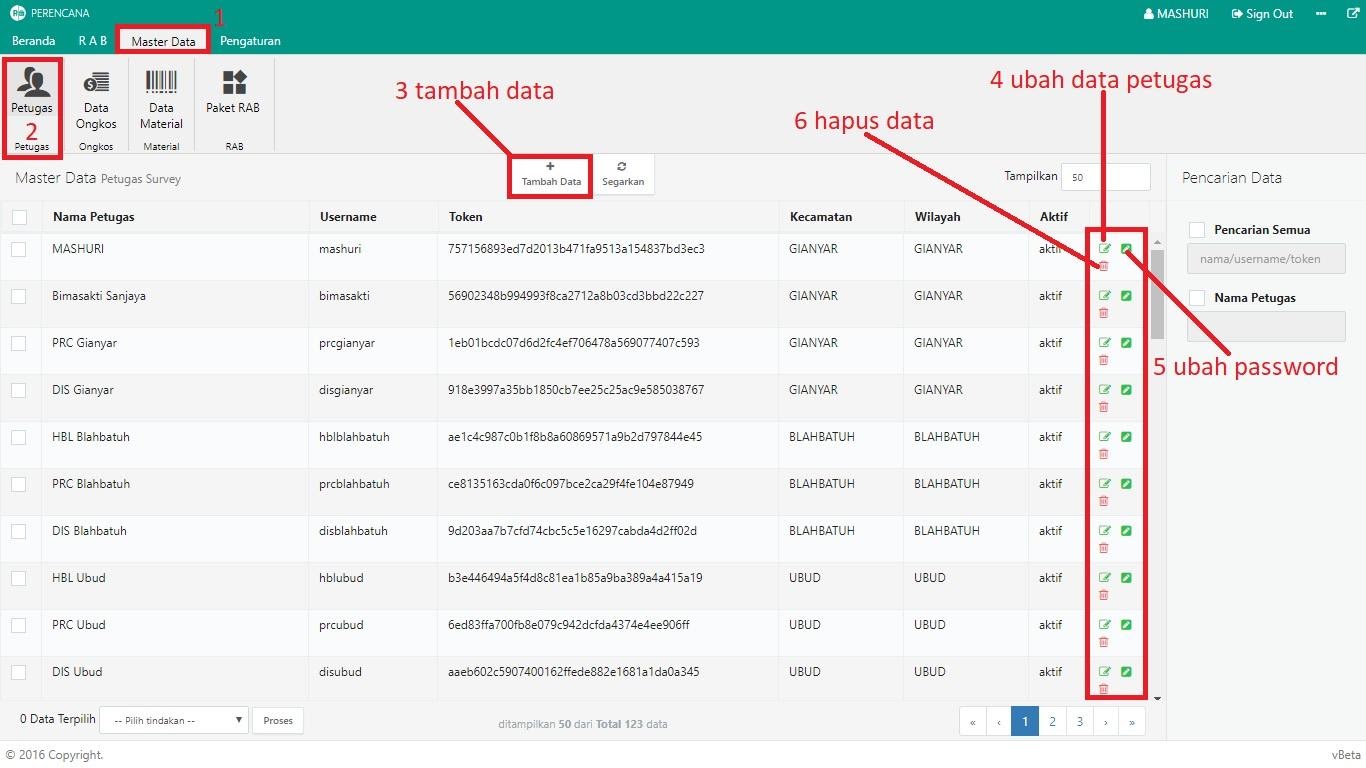 PERENCANA
MASHURI Sign Out
1
Beranda R A B Master Data Pengaturan
Petugas Data Ongkos Data Material Paket RAB
2
Petugas Ongkos Material RAB
3 tambah data
4 ubah data petugas
6 hapus data
Master Data Petugas Survey
Tambah Data Segarkan
Tampilkan 50
Pencarian Data
Nama Petugas Username Token Kecamatan Wilayah Aktif
MASHURI mashuri 757156893ed7d2013b471fa9513a154837bd3ec3 GIANYAR GIANYAR aktif
Bimasakti Sanjaya bimasakti 56902348b994993f8ca2712a8b03cd3bbd22c227 GIANYAR GIANYAR aktif
PRC Gianyar prcgianyar 1eb01bcdc07d6d2fc4ef706478a569077407c593 GIANYAR GIANYAR aktif
DIS Gianyar disgianyar 918e3997a35bb1850cb7ee25c25ac9e585038767 GIANYAR GIANYAR aktif
HBL Blahbatuh hblblahbatuh ae1c4c987c0b1f8b8a60869571a9b2d797844e45 BLAHBATUH BLAHBATUH aktif
PRC Blahbatuh prcblahbatuh ce8135163cda0f6c097bce2ca29f4fe104e87949 BLAHBATUH BLAHBATUH aktif
DIS Blahbatuh disblahbatuh 9d203aa7b7cfd74cbc5c5e16297cabda4d2ff02d BLAHBATUH BLAHBATUH aktif
HBL Ubud hblubud b3e446494a5f4d8c81ea1b85a9ba389a4a415a19 UBUD UBUD aktif
PRC Ubud prcubud 6ed83ffa700fb8e079c942dcfda4374e4ee906ff UBUD UBUD aktif
DIS Ubud disubud aaeb602c5907400162ffede882e1681a1da0a345 UBUD UBUD aktif
Pencarian Semua
nama/username/token
Nama Petugas
5 ubah password
0 Data Terpilih -- Pilih tindakan -- Proses
ditampilkan 50 dari Total 123 data
« ‹ 1 2 3 › »
© 2016 Copyright.
vBeta